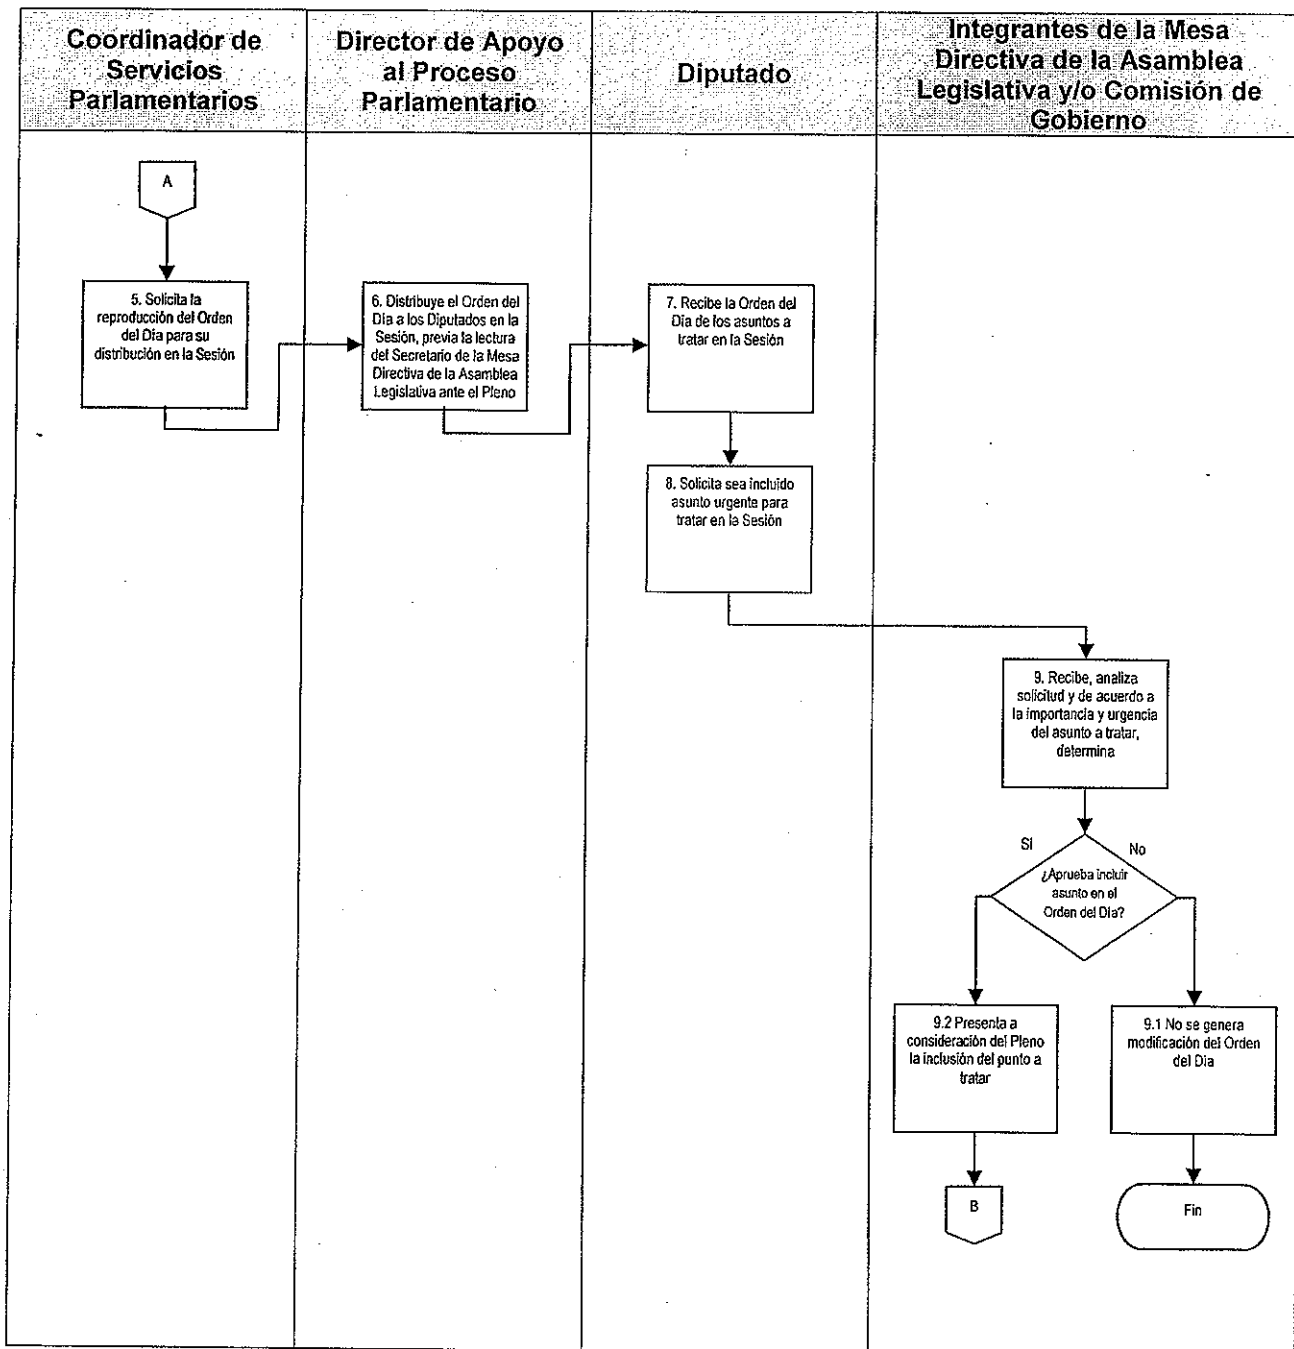 Coordinador de
Servicios
Parlamentarios
Director de Apoyo
al Proceso
Parlamentario
Diputado
Integrantes de la Mesa
Directiva de la Asamblea
Legislativa y/o Comisión de
Gobierno
A
5. Solicita la
reproducción del Orden
del Día para su
distribución en la Sesión
6. Distribuye el Orden del
Día a los Diputados en la
Sesión, previa la lectura
del Secretario de la Mesa
Directiva de la Asamblea
Legislativa ante el Pleno
7. Recibe la Orden del
Día de los asuntos a
tratar en la Sesión
8. Solicita sea incluido
asunto urgente para
tratar en la Sesión
9. Recibe, analiza
solicitud y de acuerdo a
la importancia y urgencia
del asunto a tratar,
determina
Sí
No
¿Aprueba incluir
asunto en el
Orden del Día?
9.2 Presenta a
consideración del Pleno
la inclusión del punto a
tratar
9.1 No se genera
modificación del Orden
del Día
B
Fin